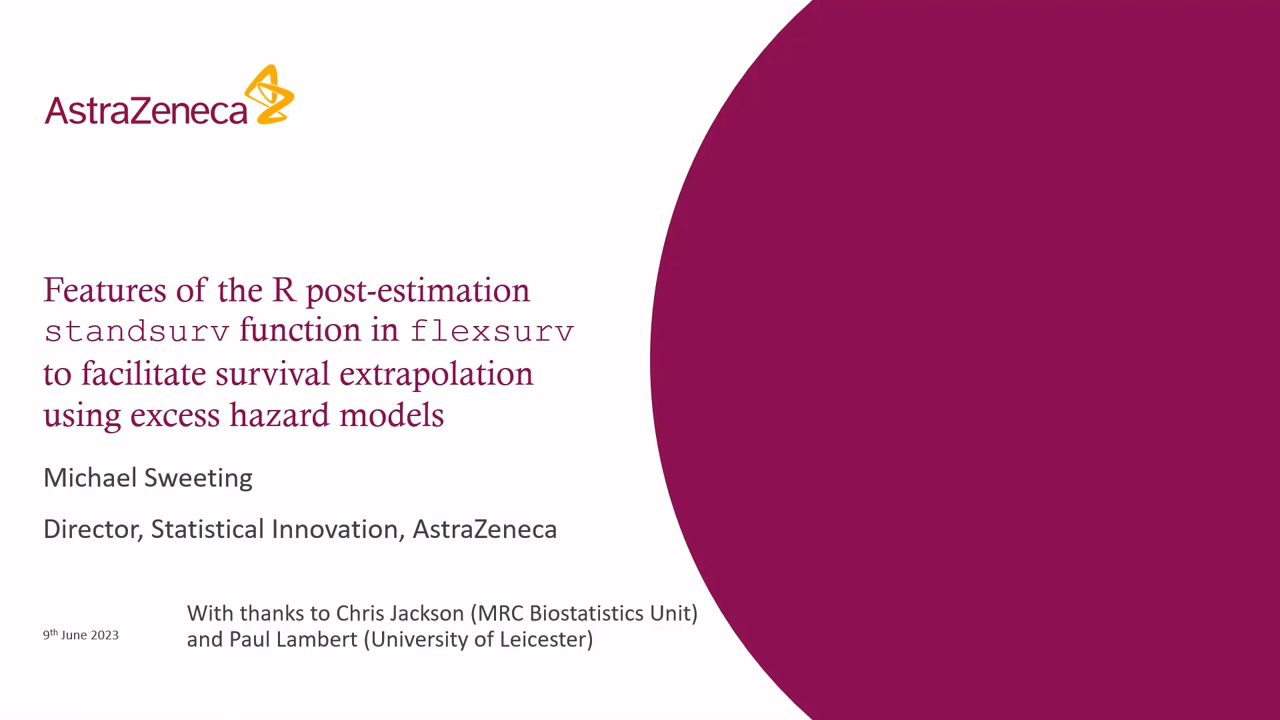 AstraZeneca
Features of the R post-estimation
standsurv function in flexsurv
to facilitate survival extrapolation
using excess hazard models
Michael Sweeting
Director, Statistical Innovation, AstraZeneca
With thanks to Chris Jackson (MRC Biostatistics Unit)
and Paul Lambert (University of Leicester)
9th June 2023